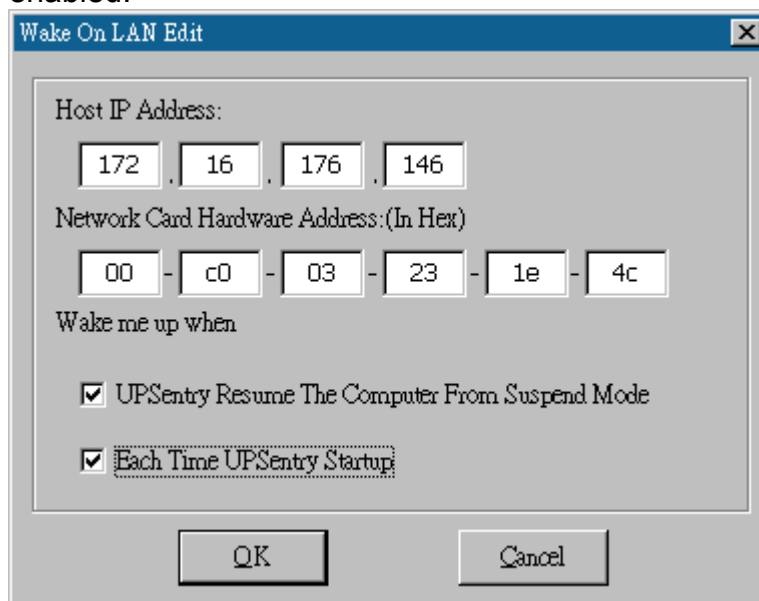 enabled.
Wake On LAN Edit
Host IP Address:
172 . 16 . 176 . 146
Network Card Hardware Address:(In Hex)
00 - c0 - 03 - 23 - 1e - 4c
Wake me up when
UPSentry Resume The Computer From Suspend Mode
Each Time UPSentry Startup
OK Cancel